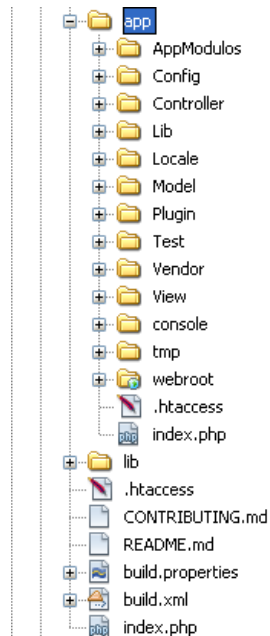 app
AppModulos
Config
Controller
Lib
Locale
Model
Plugin
Test
Vendor
View
console
tmp
webroot
.htaccess
index.php
lib
.htaccess
CONTRIBUTING.md
README.md
build.properties
build.xml
index.php